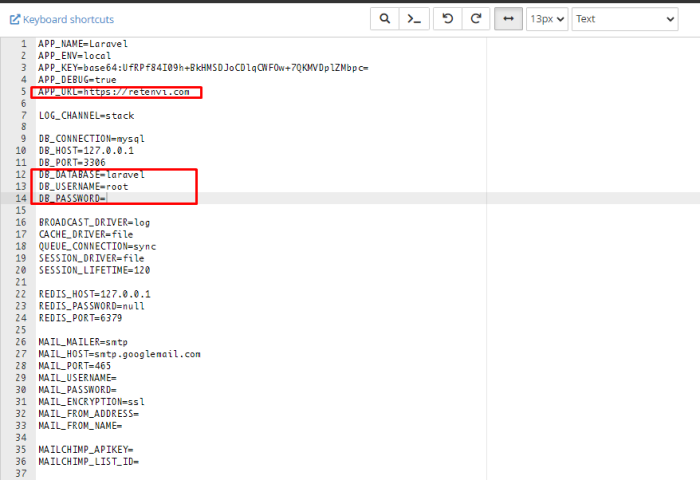 Keyboard shortcuts
13px
Text
1 APP_NAME=Laravel
2 APP_ENV=local
3 APP_KEY=base64:UfRPf84I09h+BkHMSDJoCDlqCWFOw+7QKMVDplZMbpc=
4 APP_DEBUG=true
5 APP_URL=https://retenvi.com
6
7 LOG_CHANNEL=stack
8
9 DB_CONNECTION=mysql
10 DB_HOST=127.0.0.1
11 DB_PORT=3306
12 DB_DATABASE=laravel
13 DB_USERNAME=root
14 DB_PASSWORD=
15
16 BROADCAST_DRIVER=log
17 CACHE_DRIVER=file
18 QUEUE_CONNECTION=sync
19 SESSION_DRIVER=file
20 SESSION_LIFETIME=120
21
22 REDIS_HOST=127.0.0.1
23 REDIS_PASSWORD=null
24 REDIS_PORT=6379
25
26 MAIL_MAILER=smtp
27 MAIL_HOST=smtp.googlemail.com
28 MAIL_PORT=465
29 MAIL_USERNAME=
30 MAIL_PASSWORD=
31 MAIL_ENCRYPTION=ssl
32 MAIL_FROM_ADDRESS=
33 MAIL_FROM_NAME=
34
35 MAILCHIMP_APIKEY=
36 MAILCHIMP_LIST_ID=
37